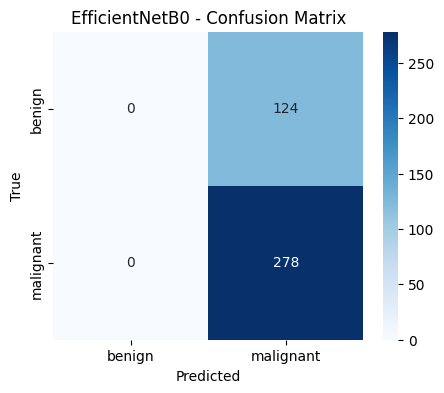 EfficientNetB0 - Confusion Matrix
True
benign
malignant
0
124
0
278
benign
malignant
Predicted
250
200
150
100
50
0